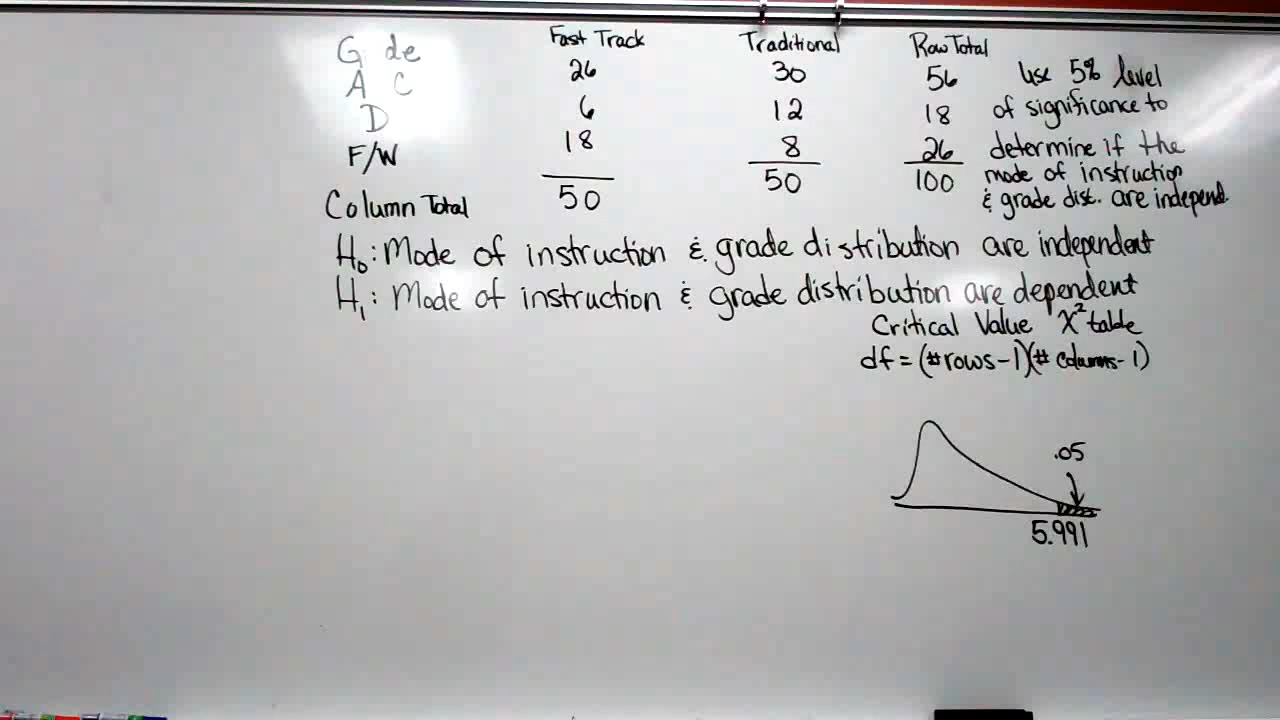 Fast Track Traditional Row Total
26 30 56 Use 5% level
D 6 12 18 of significance to
F/W 18 8 26 determine if the
Column Total 50 50 100 mode of instruction
& grade dist. are independ.
H₀: Mode of instruction & grade distribution are independent
H₁: Mode of instruction & grade distribution are dependent
Critical Value X² table
df = (# rows - 1)(# columns - 1)
.05
5.991